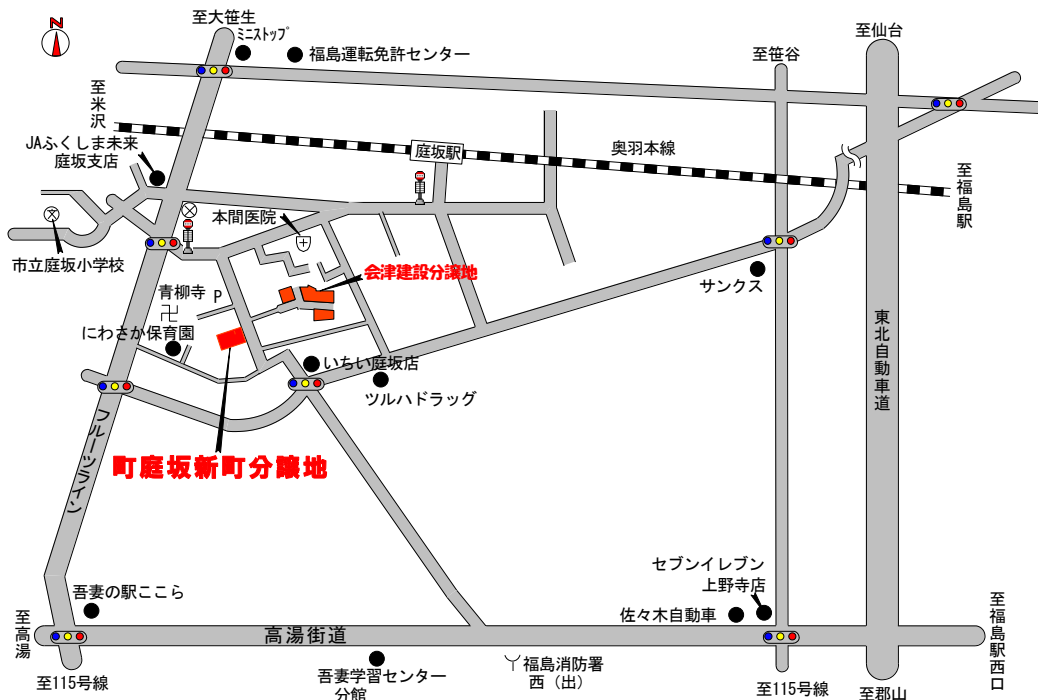 N
至大笹生
ミニストップ
福島運転免許センター
至仙台
至笹谷
至米沢
JAふくしま未来
庭坂支店
庭坂駅
奥羽本線
至福島駅
本間医院
市立庭坂小学校
会津建設分譲地
サンクス
青柳寺
P
にわさか保育園
いちい庭坂店
ツルハドラッグ
東北自動車道
フルーツライン
町庭坂新町分譲地
セブンイレブン
上野寺店
吾妻の駅ここら
佐々木自動車
至高湯
高湯街道
至福島駅西口
吾妻学習センター
分館
福島消防署
西（出）
至115号線
至115号線
至郡山